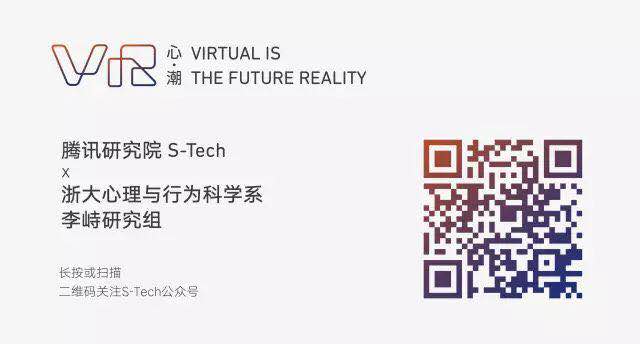 VR 心·潮 VIRTUAL IS
THE FUTURE REALITY
腾讯研究院 S-Tech
x
浙大心理与行为科学系
李峙研究组
长按或扫描
二维码关注S-Tech公众号